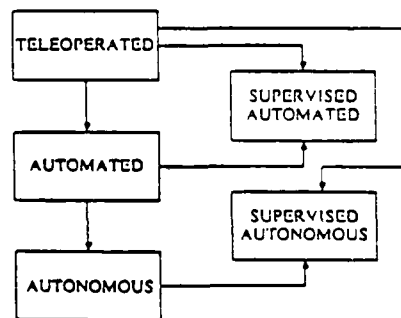 TELEOPERATED
SUPERVISED
AUTOMATED
AUTOMATED
SUPERVISED
AUTONOMOUS
AUTONOMOUS